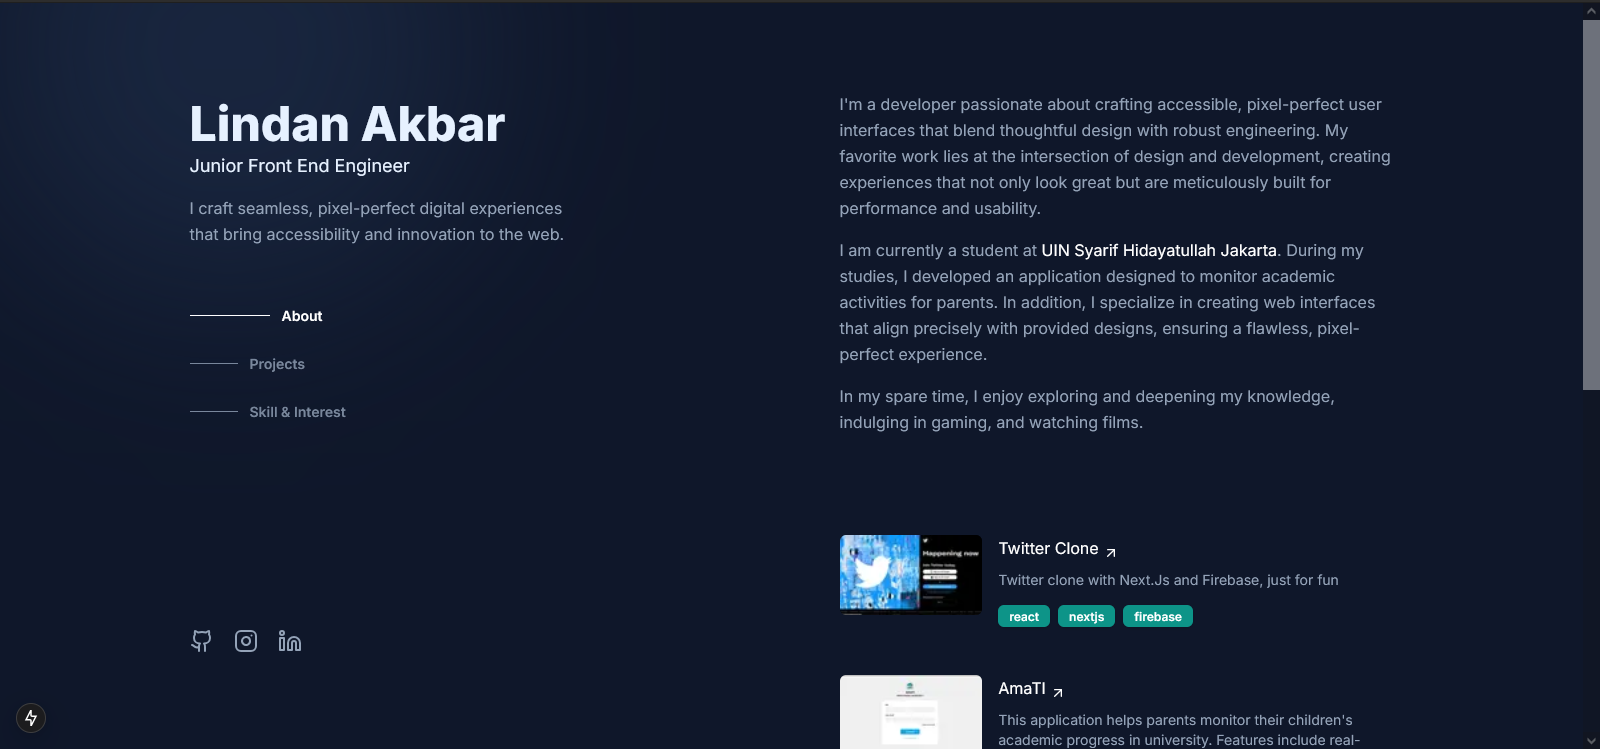 Lindan Akbar
Junior Front End Engineer
I craft seamless, pixel-perfect digital experiences
that bring accessibility and innovation to the web.
About
Projects
Skill & Interest
I'm a developer passionate about crafting accessible, pixel-perfect user
interfaces that blend thoughtful design with robust engineering. My
favorite work lies at the intersection of design and development, creating
experiences that not only look great but are meticulously built for
performance and usability.
I am currently a student at UIN Syarif Hidayatullah Jakarta. During my
studies, I developed an application designed to monitor academic
activities for parents. In addition, I specialize in creating web interfaces
that align precisely with provided designs, ensuring a flawless, pixel-
perfect experience.
In my spare time, I enjoy exploring and deepening my knowledge,
indulging in gaming, and watching films.
Happening now
Twitter Clone
Twitter clone with Next.Js and Firebase, just for fun
react nextjs firebase
AmaTI
This application helps parents monitor their children's
academic progress in university. Features include real-